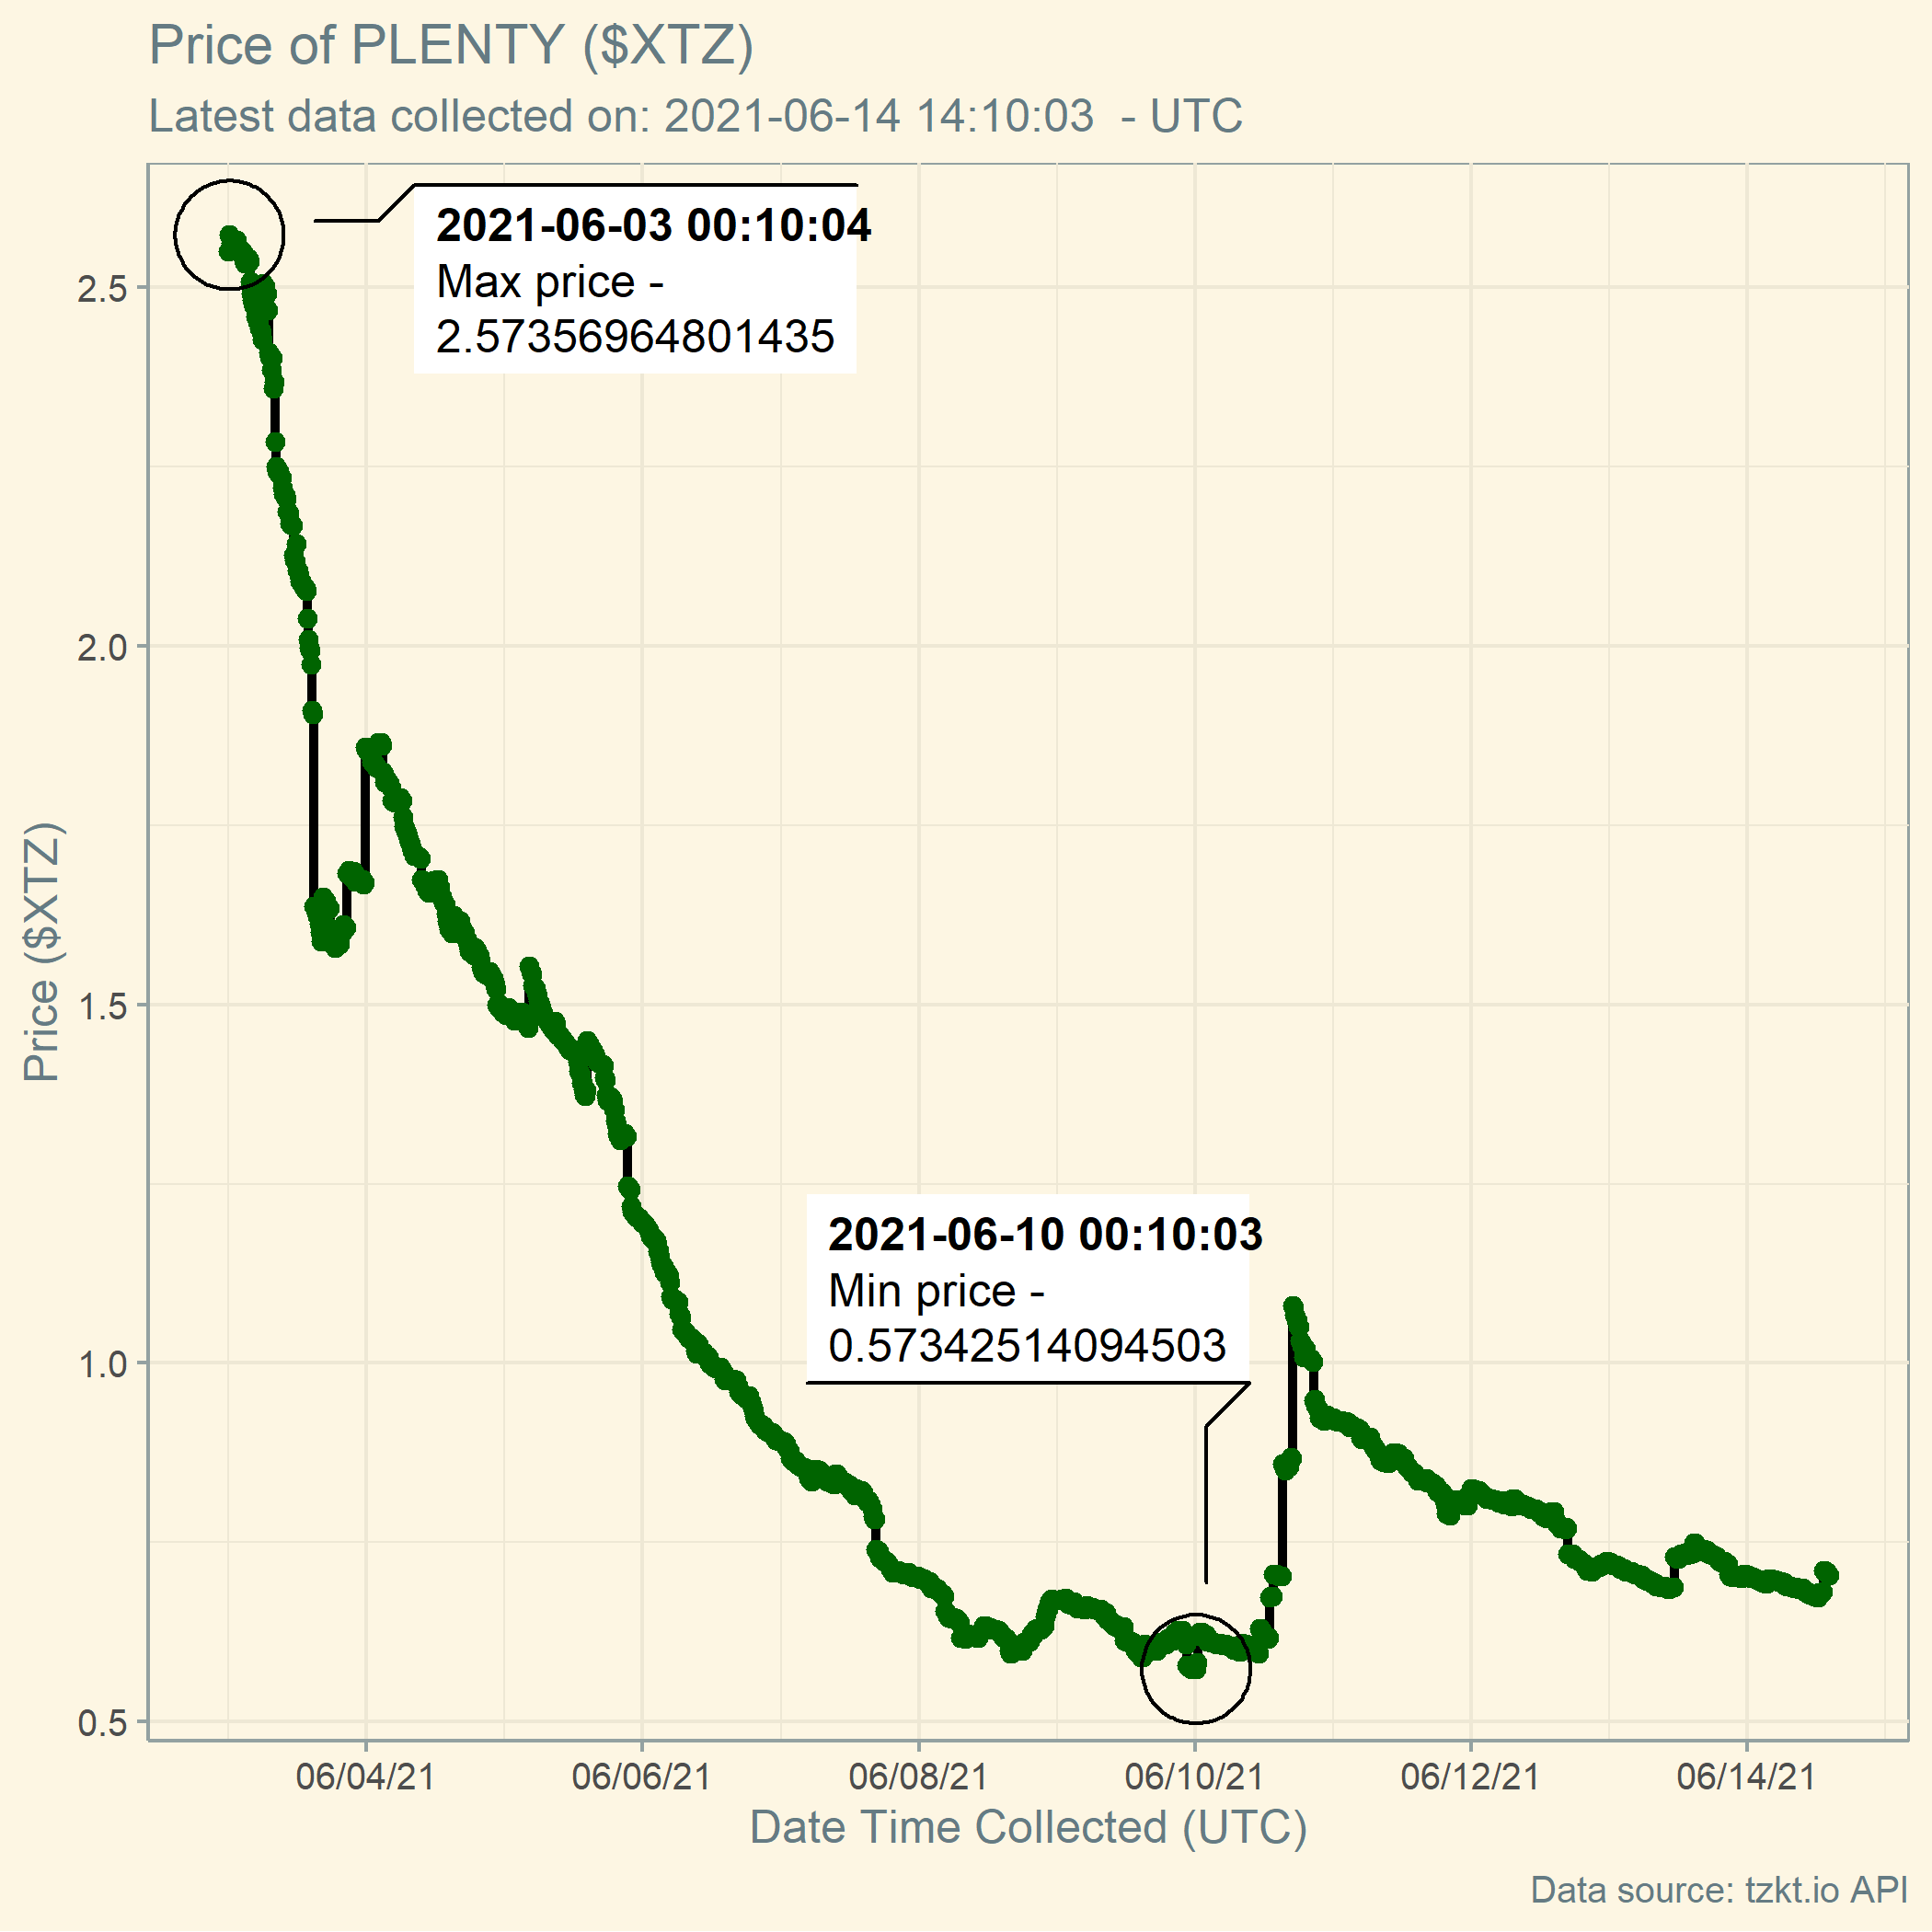 Price of PLENTY ($XTZ)
Latest data collected on: 2021-06-14 14:10:03  - UTC
2021-06-03 00:10:04
Max price -
2.57356964801435
2021-06-10 00:10:03
Min price -
0.57342514094503
Price ($XTZ)
2.5
2.0
1.5
1.0
0.5
06/04/21 06/06/21 06/08/21 06/10/21 06/12/21 06/14/21
Date Time Collected (UTC)
Data source: tzkt.io API